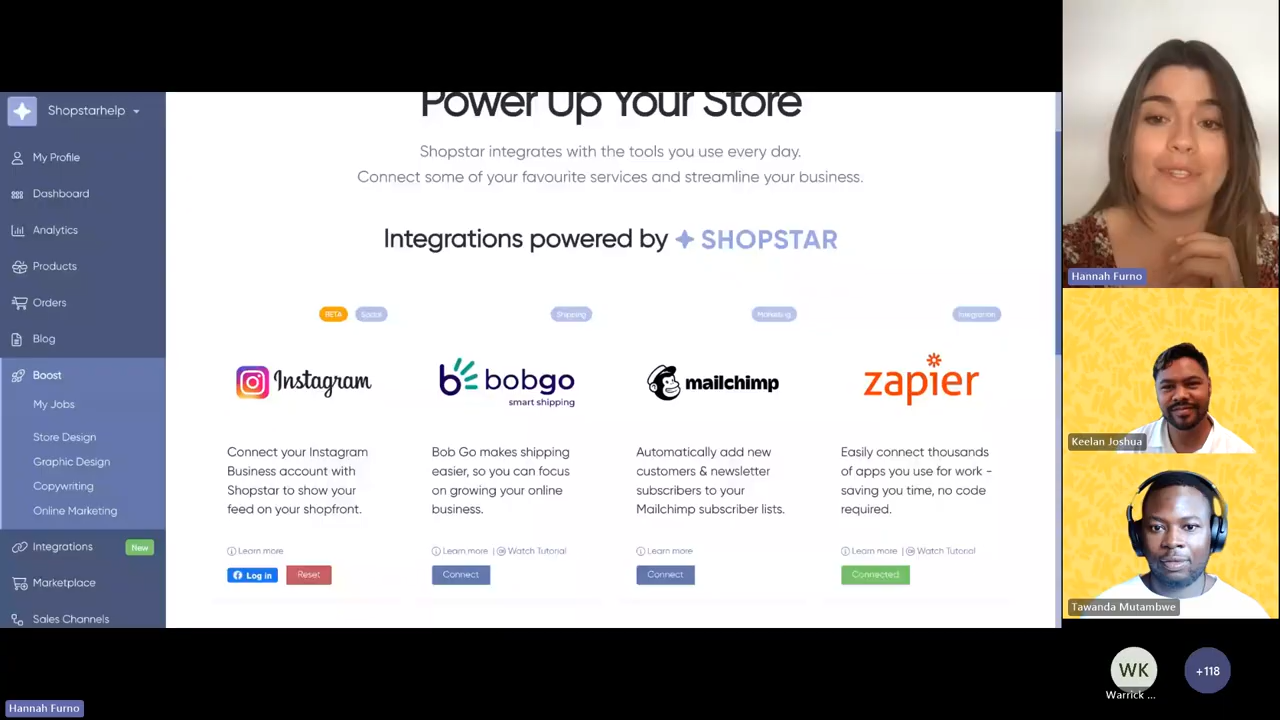 Power Up Your Store
Shopstar integrates with the tools you use every day.
Connect some of your favourite services and streamline your business.
Integrations powered by SHOPSTAR
Shopstarhelp
My Profile
Dashboard
Analytics
Products
Orders
Blog
Boost
My Jobs
Store Design
Graphic Design
Copywriting
Online Marketing
Integrations New
Marketplace
Sales Channels
BETA Social
Instagram
Connect your Instagram
Business account with
Shopstar to show your
feed on your shopfront.
Learn more
Log in Reset
Shipping
bobgo
smart shipping
Bob Go makes shipping
easier, so you can focus
on growing your online
business.
Learn more | Watch Tutorial
Connect
Marketing
mailchimp
Automatically add new
customers & newsletter
subscribers to your
Mailchimp subscriber lists.
Learn more
Connect
Integration
zapier
Easily connect thousands
of apps you use for work -
saving you time, no code
required.
Learn more | Watch Tutorial
Connected
Hannah Furno
Keelan Joshua
Tawanda Mutambwe
WK
Warrick ...
+118
Hannah Furno